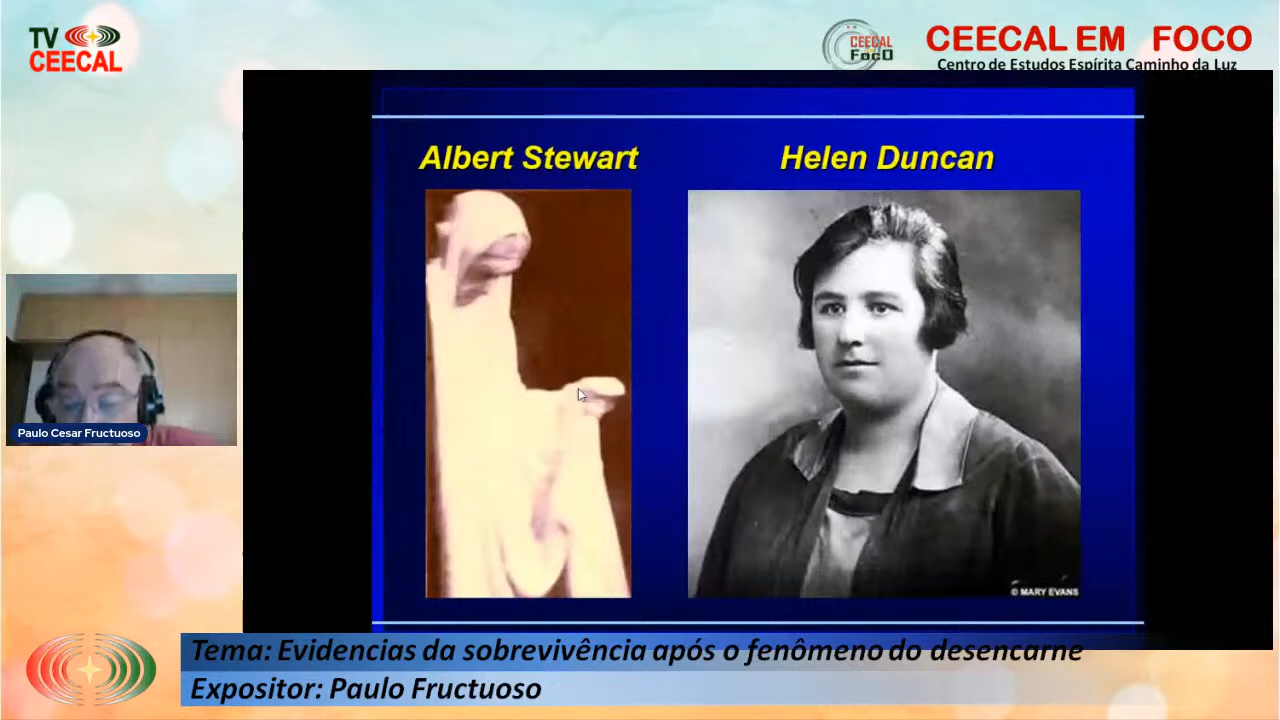 TV
CEECAL
CEECAL
FocO
CEECAL EM FOCO
Centro de Estudos Espírita Caminho da Luz
Albert Stewart
Helen Duncan
© MARY EVANS
Paulo Cesar Fructuoso
Tema: Evidencias da sobrevivência após o fenômeno do desencarne
Expositor: Paulo Fructuoso